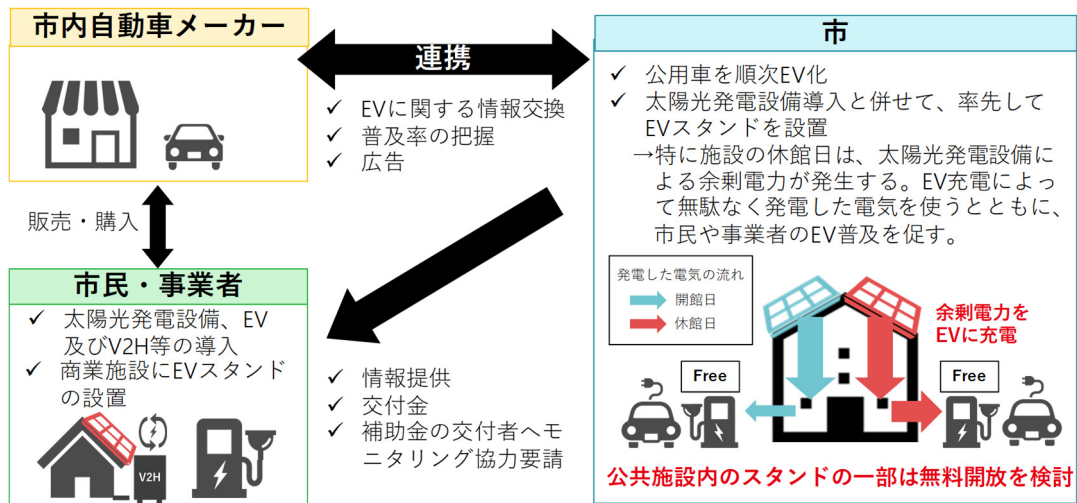 市内自動車メーカー
連携
✓ EVに関する情報交換
✓ 普及率の把握
✓ 広告
販売・購入
市民・事業者
✓ 太陽光発電設備、EV
及びV2H等の導入
✓ 商業施設にEVスタンド
の設置
V2H
✓ 情報提供
✓ 交付金
✓ 補助金の交付者へモ
ニタリング協力要請
市
✓ 公用車を順次EV化
✓ 太陽光発電設備導入と併せて、率先して
EVスタンドを設置
→特に施設の休館日は、太陽光発電設備に
よる余剰電力が発生する。EV充電によっ
て無駄なく発電した電気を使うとともに、
市民や事業者のEV普及を促す。
発電した電気の流れ
開館日
休館日
余剰電力を
EVに充電
Free
Free
公共施設内のスタンドの一部は無料開放を検討